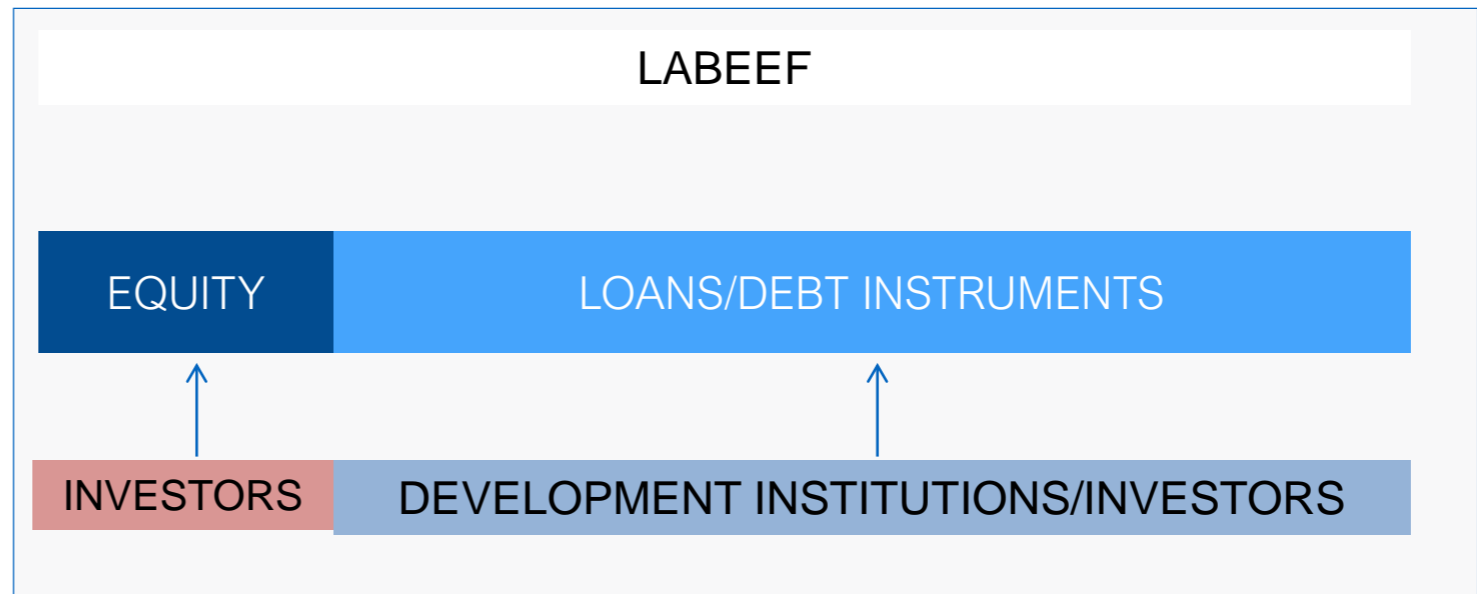 LABEEF
EQUITY
LOANS/DEBT INSTRUMENTS
INVESTORS
DEVELOPMENT INSTITUTIONS/INVESTORS